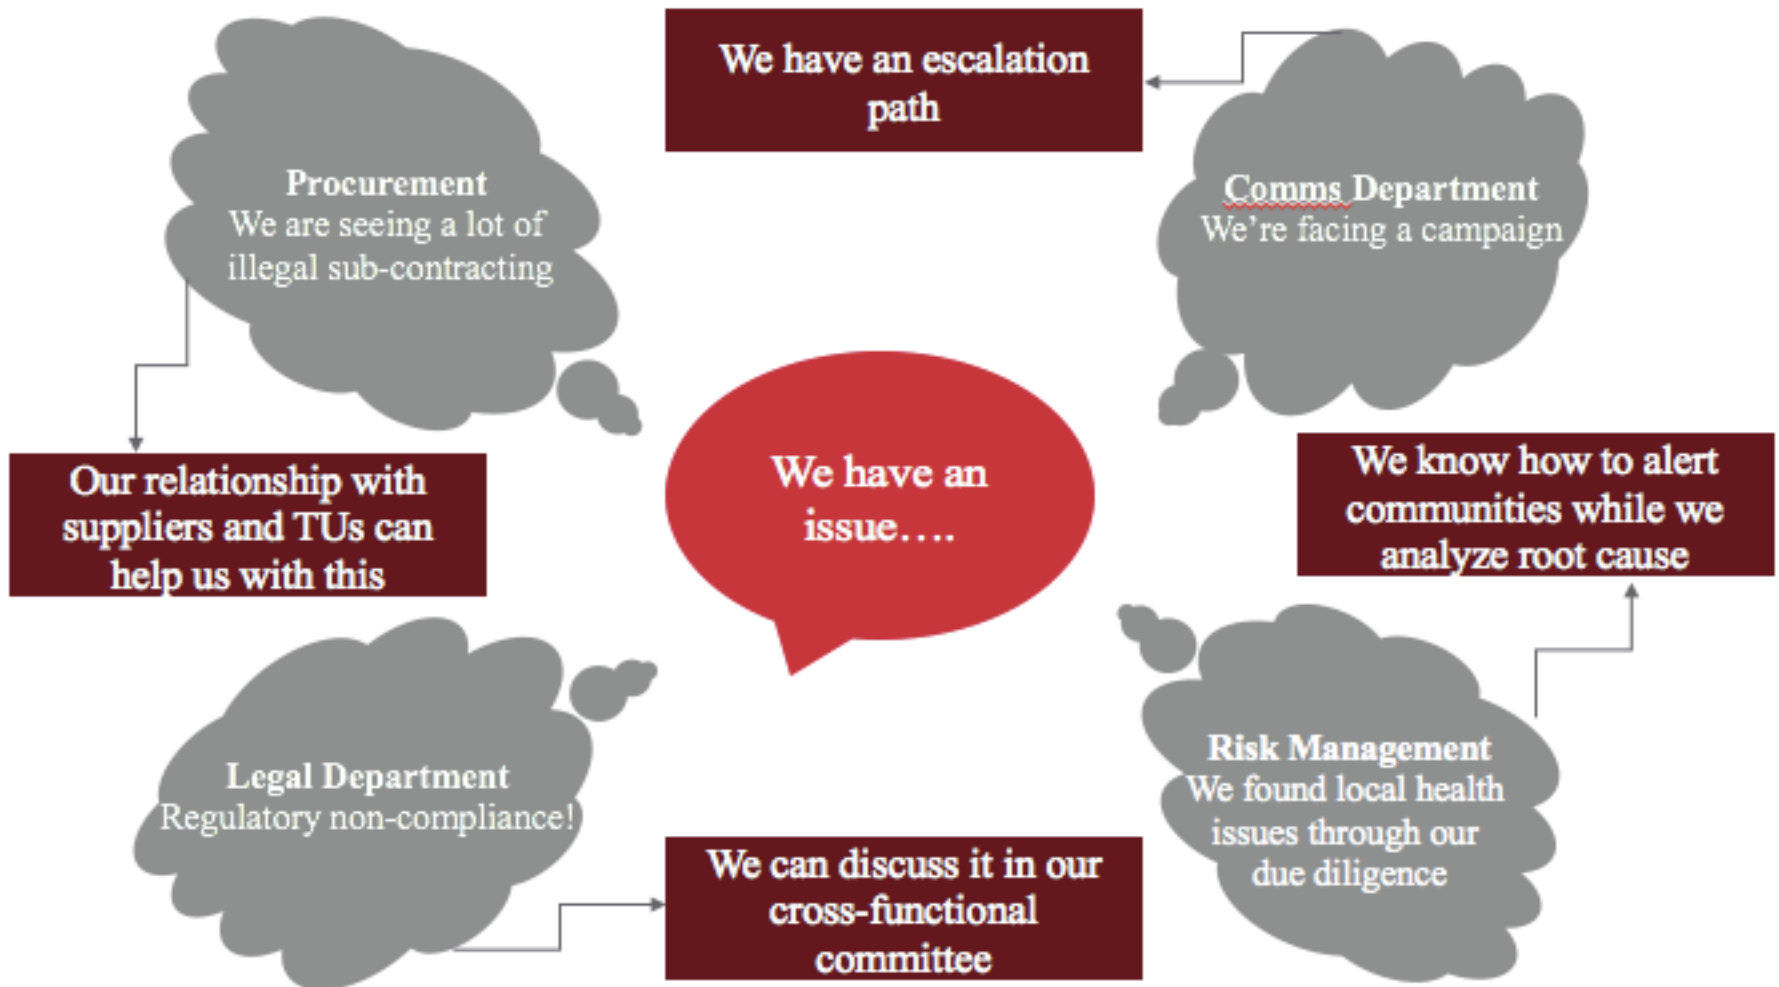 We have an escalation
path
Procurement
We are seeing a lot of
illegal sub-contracting
Comms Department
We're facing a campaign
Our relationship with
suppliers and TUs can
help us with this
We have an
issue….
We know how to alert
communities while we
analyze root cause
Legal Department
Regulatory non-compliance!
We can discuss it in our
cross-functional
committee
Risk Management
We found local health
issues through our
due diligence